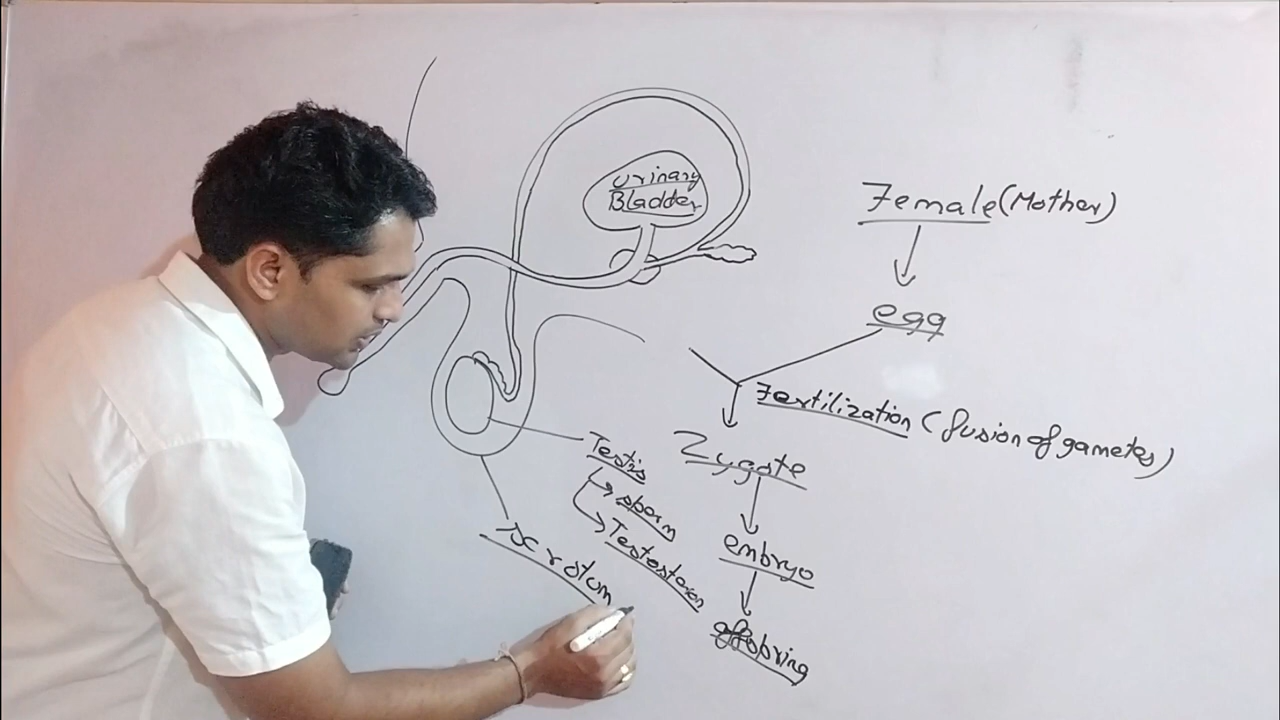 Urinary
Bladder
Female (Mother)
egg
Fertilization (fusion of gametes)
Zygote
embryo
offspring
Testis
sperm
Testosteron
scrotum